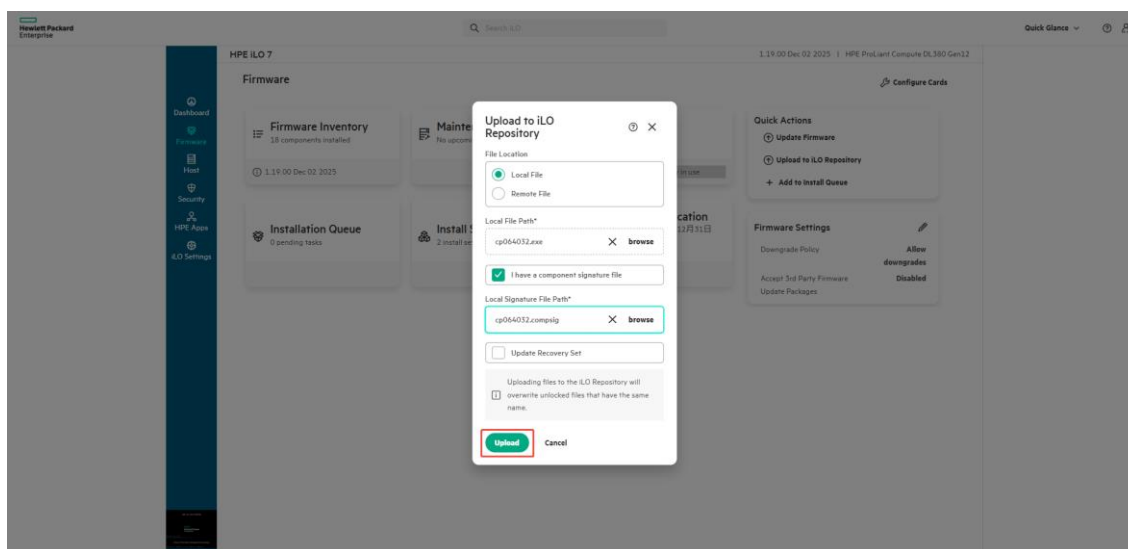 Hewlett Packard
Enterprise
Search iLO
Quick Glance
HPE iLO 7
1.19.00 Dec 02 2025 | HPE ProLiant Compute DL380 Gen12
Firmware
Configure Cards
Dashboard
Firmware
Host
Security
HPE Apps
iLO Settings
Firmware Inventory
18 components installed
1.19.00 Dec 02 2025
Mainte
No upcom
in use
Installation Queue
0 pending tasks
Install S
2 install se
cation
12月31日
Upload to iLO
Repository
File Location
Local File
Remote File
Local File Path*
cp064032.exe
browse
I have a component signature file
Local Signature File Path*
cp064032.compsig
browse
Update Recovery Set
Uploading files to the iLO Repository will
overwrite unlocked files that have the same
name.
Upload
Cancel
Quick Actions
Update Firmware
Upload to iLO Repository
Add to Install Queue
Firmware Settings
Downgrade Policy
Allow
downgrades
Accept 3rd Party Firmware
Update Packages
Disabled